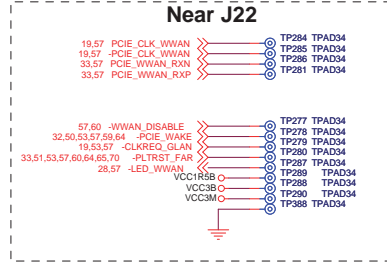 Near J22
19,57 PCIE_CLK_WWAN TP284 TPAD34
19,57 -PCIE_CLK_WWAN TP285 TPAD34
33,57 PCIE_WWAN_RXN TP286 TPAD34
33,57 PCIE_WWAN_RXP TP281 TPAD34
57,60 -WWAN_DISABLE TP277 TPAD34
32,50,53,57,59,64 -PCIE_WAKE TP278 TPAD34
19,53,57 -CLKREQ_GLAN TP279 TPAD34
33,51,53,57,60,64,65,70 -PLTRST_FAR TP280 TPAD34
28,57 -LED_WWAN TP287 TPAD34
VCC1R5B TP289 TPAD34
VCC3B TP288 TPAD34
VCC3M TP290 TPAD34
TP388 TPAD34